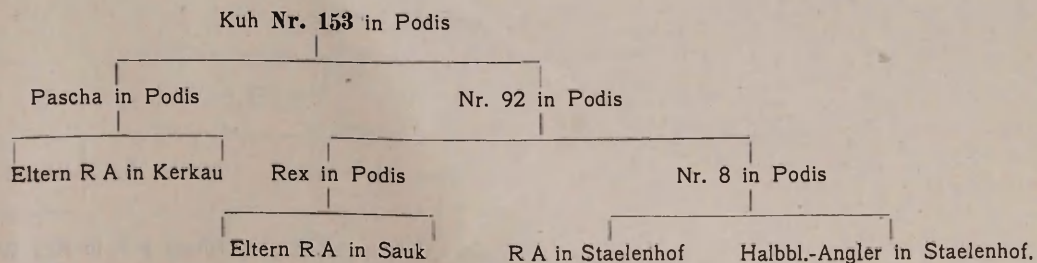 Kuh Nr. 153 in Podis
Pascha in Podis Nr. 92 in Podis
Eltern R A in Kerkau Rex in Podis Nr. 8 in Podis
Eltern R A in Sauk R A in Staelenhof Halbbl.-Angler in Staelenhof.